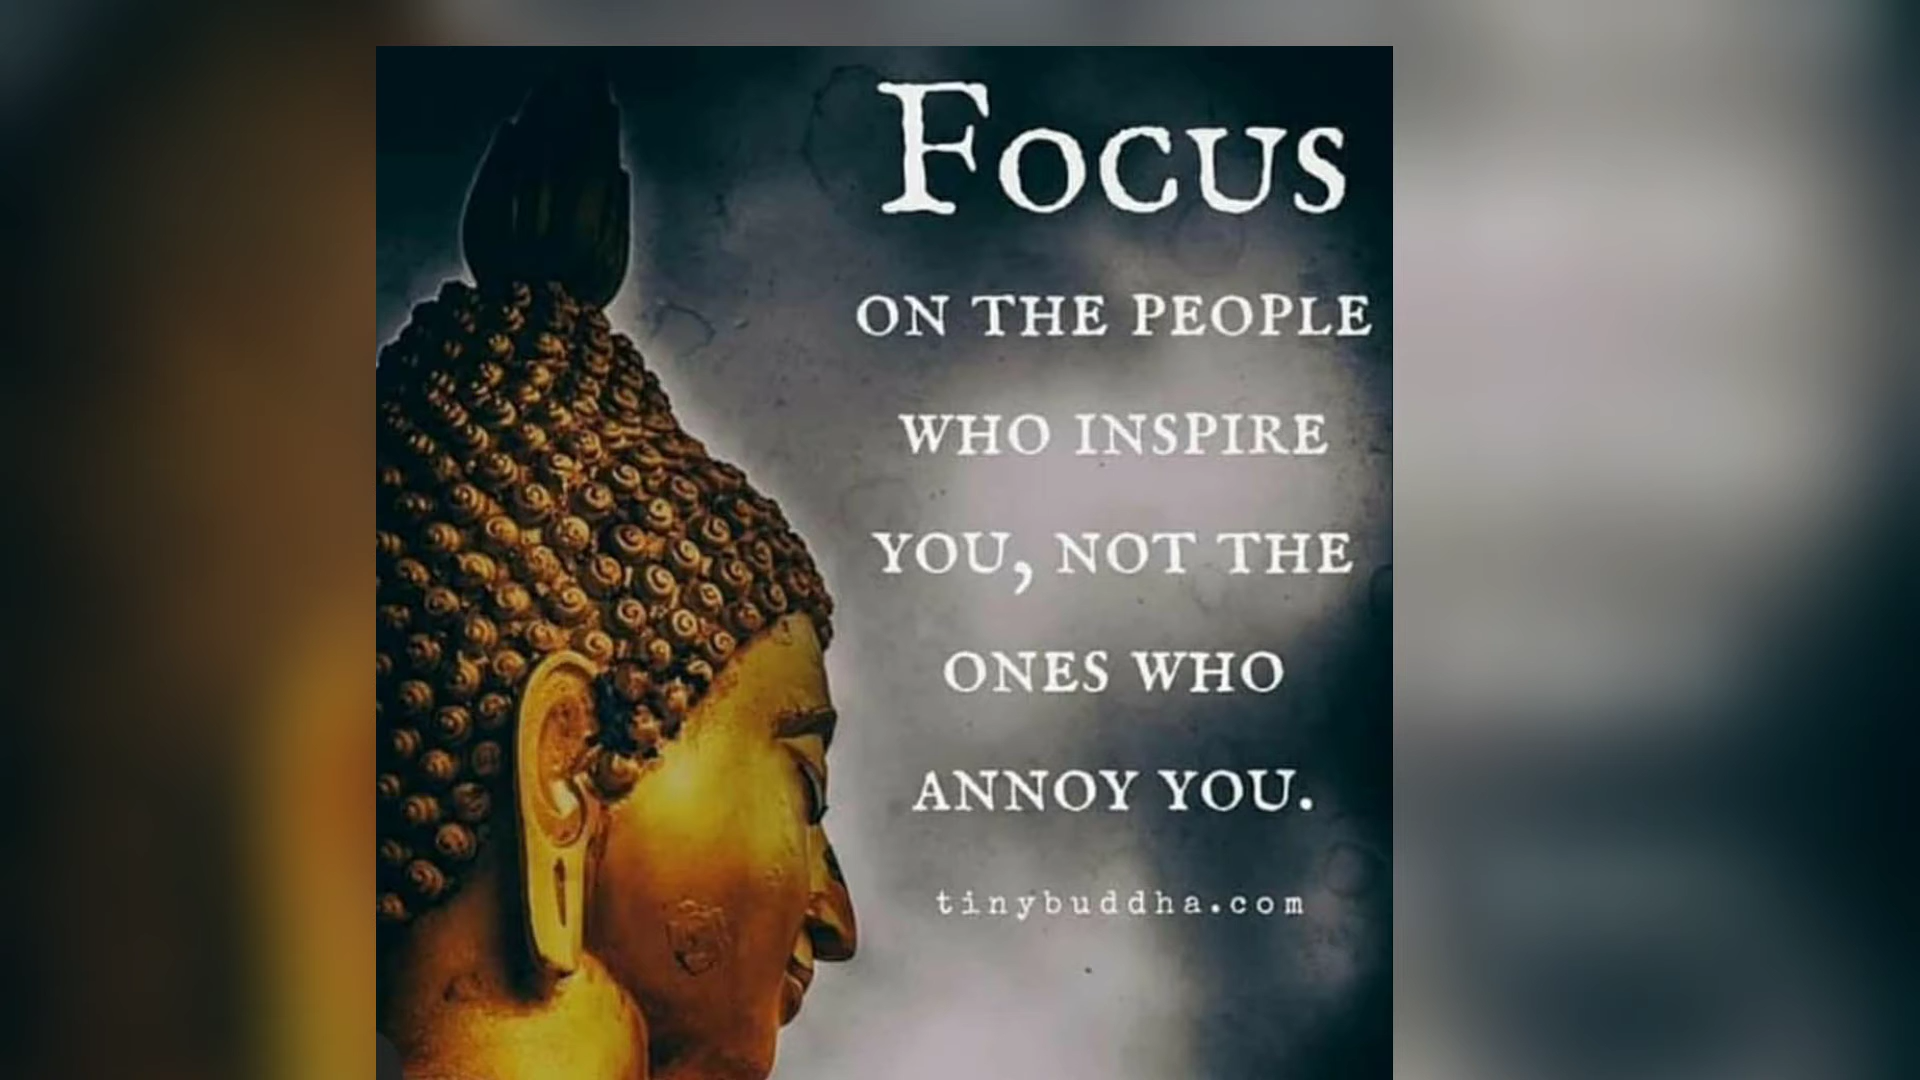 Focus
on the people
who inspire
you, not the
ones who
annoy you.
tinybuddha.com